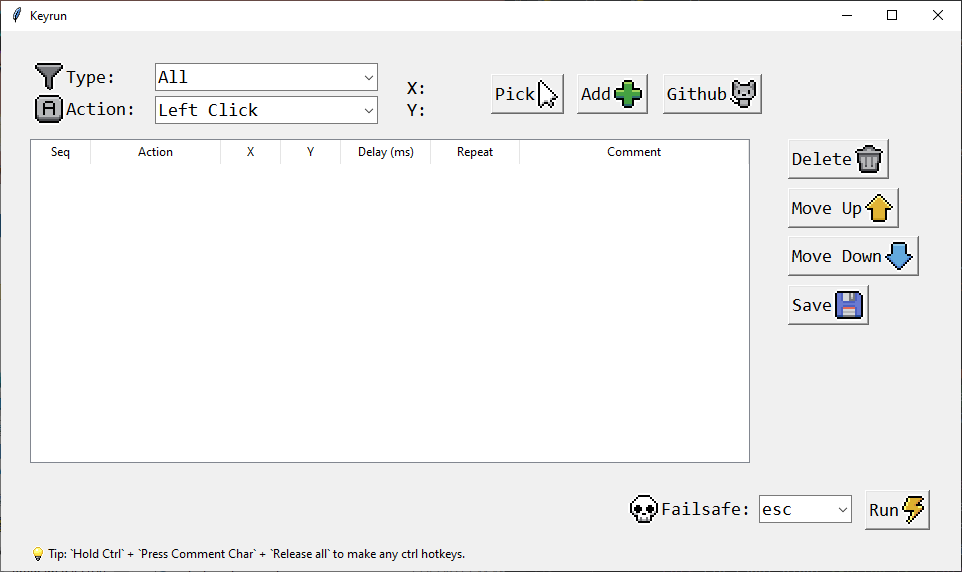 Keyrun
Type: All
Action: Left Click
X:
Y:
Pick Add Github
Seq Action X Y Delay (ms) Repeat Comment
Delete
Move Up
Move Down
Save
Failsafe: esc Run
Tip: `Hold Ctrl` + `Press Comment Char` + `Release all` to make any ctrl hotkeys.